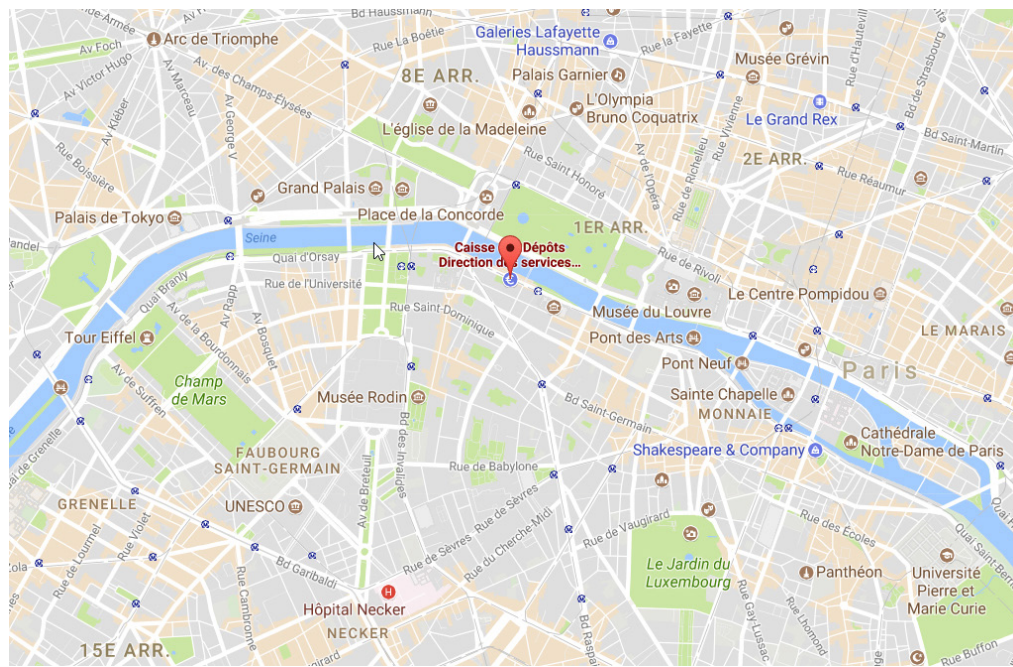 Bd Haussmann
Arc de Triomphe
Av Foch
Av Victor Hugo
Av Kléber
Av Marceau
Av. des Champs-Élysées
Av George V
Rue La Boétie
Galeries Lafayette
Haussmann
Rue la Fayette
Rue d'Hauteville
Bd de Strasbourg
8E ARR.
Palais Garnier
Musée Grévin
L'Olympia
Bruno Coquatrix
Le Grand Rex
L'église de la Madeleine
Rue Vivienne
Rue de Richelieu
Bd Saint-Martin
Rue Saint Honoré
Av de l'Opéra
2E ARR.
Rue Réaumur
Rue Boissière
Grand Palais
Palais de Tokyo
Place de la Concorde
1ER ARR.
Seine
Caisse
Dépôts
Direction des services...
Quai d'Orsay
Rue de l'Université
Rue de Rivoli
Quai Branly
Av Rapp
Av de la Bourdonnais
Av Bosquet
Rue Saint-Dominique
Musée du Louvre
Le Centre Pompidou
Tour Eiffel
Pont des Arts
LE MARAIS
Pont Neuf
Paris
Av de Suffren
Champ
de Mars
Musée Rodin
Bd des Invalides
Bd Saint-Germain
Sainte Chapelle
MONNAIE
Cathédrale
Notre-Dame de Paris
Shakespeare & Company
FAUBOURG
SAINT-GERMAIN
Rue de Babylone
Av de Breteuil
GRENELLE
UNESCO
Rue de Sèvres
Rue de Sèvres
Rue du Cherche-Midi
Rue de Vaugirard
Rue des Écoles
Rue de Lourmel
Rue Violet
Bd Garibaldi
Rue Cambronne
Le Jardin du
Luxembourg
Panthéon
Université
Pierre et
Marie Curie
Hôpital Necker
NECKER
Bd Raspail
Rue Gay-Lussac
Rue Lhomond
Rue Buffon
15E ARR.